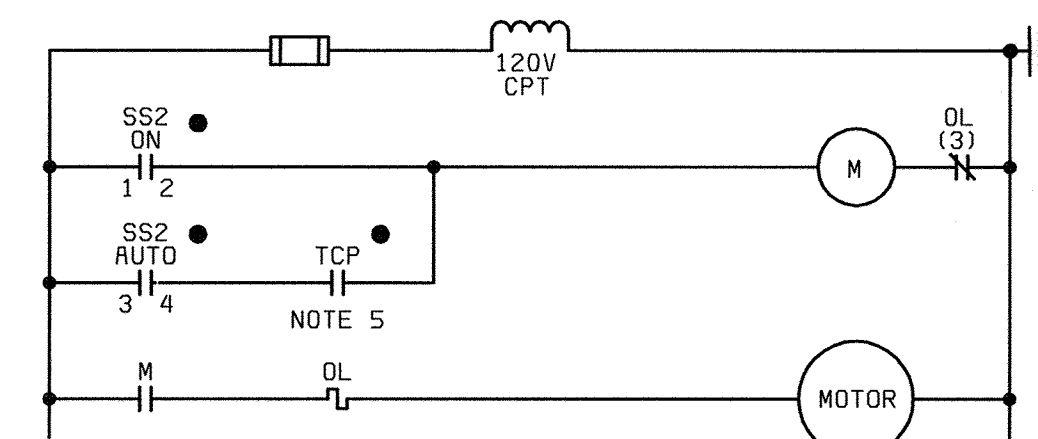 120V
CPT
SS2
ON
OL
(3)
M
1 2
SS2
AUTO
TCP
3 4
NOTE 5
M
OL
MOTOR